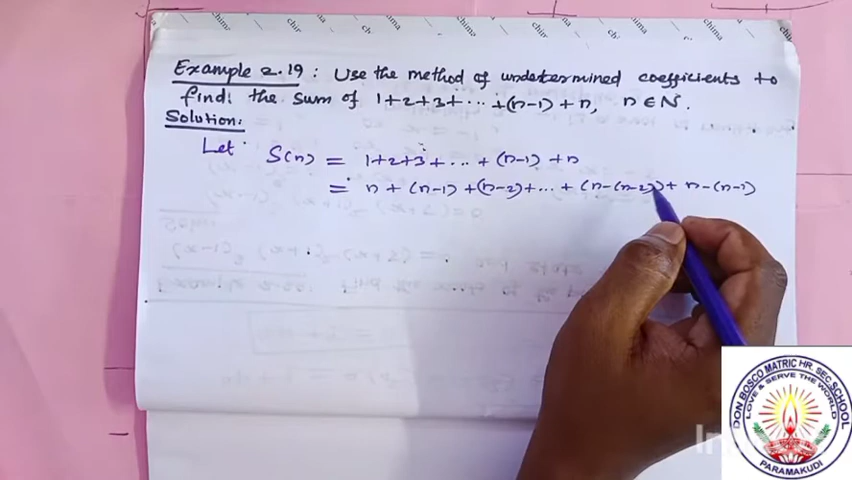 Example 2.19 : Use the method of undetermined coefficients to
find: the sum of 1+2+3+ ... +(n-1) + n, n ∈ N.
Solution:
Let S(n) = 1+2+3+ ... + (n-1) + n
= n + (n-1) + (n-2) + ... + (n-(n-2)) + n-(n-1)
DON BOSCO MATRIC HR. SEC. SCHOOL
LOVE & SERVE THE WORLD
PARAMAKUDI